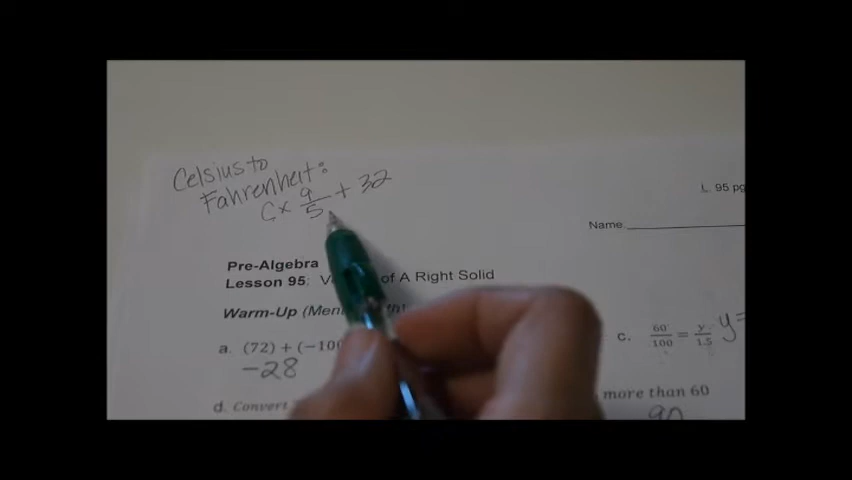 Celsius to
Fahrenheit:
C× 9/5 + 32
L. 95 pg
Name:
Pre-Algebra
Lesson 95: V of A Right Solid
Warm-Up (Men
a. (72) + (−100
−28
c. 60/100 = y/1.5 y=
d. Convert
more than 60
90